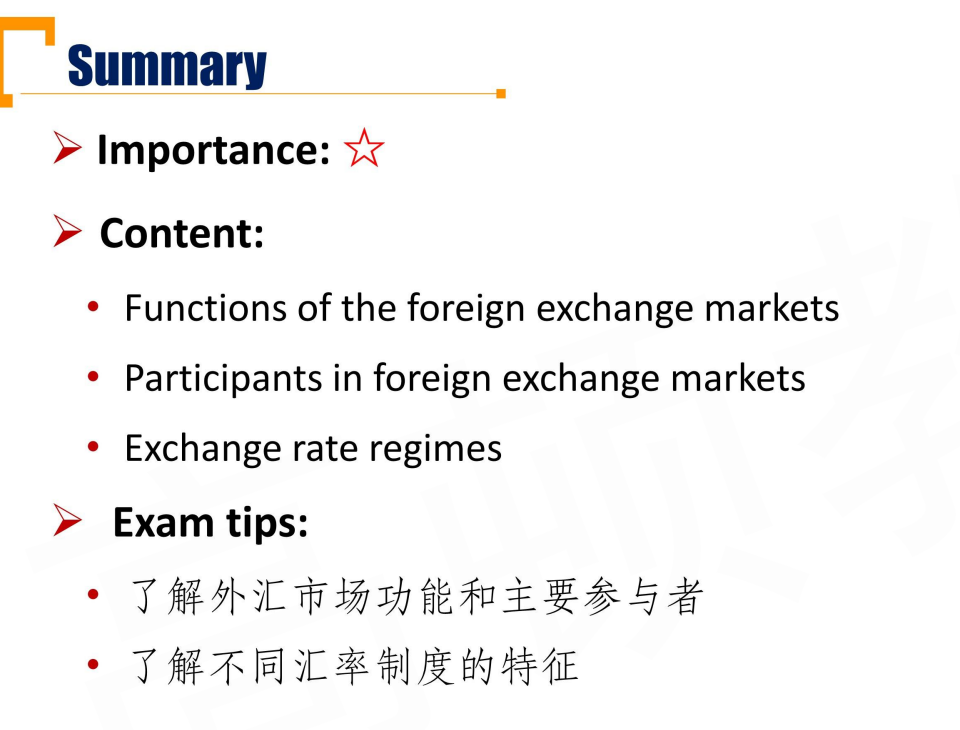 Summary
Importance: ☆
Content:
Functions of the foreign exchange markets
Participants in foreign exchange markets
Exchange rate regimes
Exam tips:
了解外汇市场功能和主要参与者
了解不同汇率制度的特征